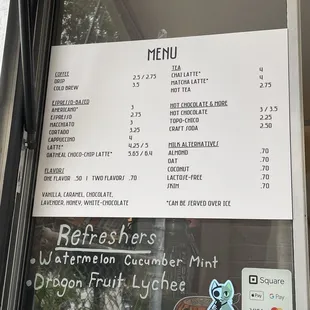 MENU
COFFEE
DRIP 2.5 / 2.75
COLD BREW 3.5
ESPRESSO-BASED
AMERICANO* 3
ESPRESSO 2.75
MACCHIATO 3
CORTADO 3.25
CAPPUCCINO 4
LATTE* 4.25 / 5
OATMEAL CHOCO-CHIP LATTE* 5.65 / 6.4
FLAVORS
ONE FLAVOR .50 | TWO FLAVORS .70
VANILLA, CARAMEL, CHOCOLATE,
LAVENDER, HONEY, WHITE-CHOCOLATE
TEA
CHAI LATTE* 4
MATCHA LATTE* 4
HOT TEA 2.75
HOT CHOCOLATE & MORE
HOT CHOCOLATE 3 / 3.5
TOPO-CHICO 2.25
CRAFT SODA 2.50
MILK ALTERNATIVES
ALMOND .70
OAT .70
COCONUT .70
LACTOSE-FREE .70
SKIM .70
*CAN BE SERVED OVER ICE
Refreshers
• Watermelon Cucumber Mint
• Dragon Fruit Lychee
Square
Pay G Pay